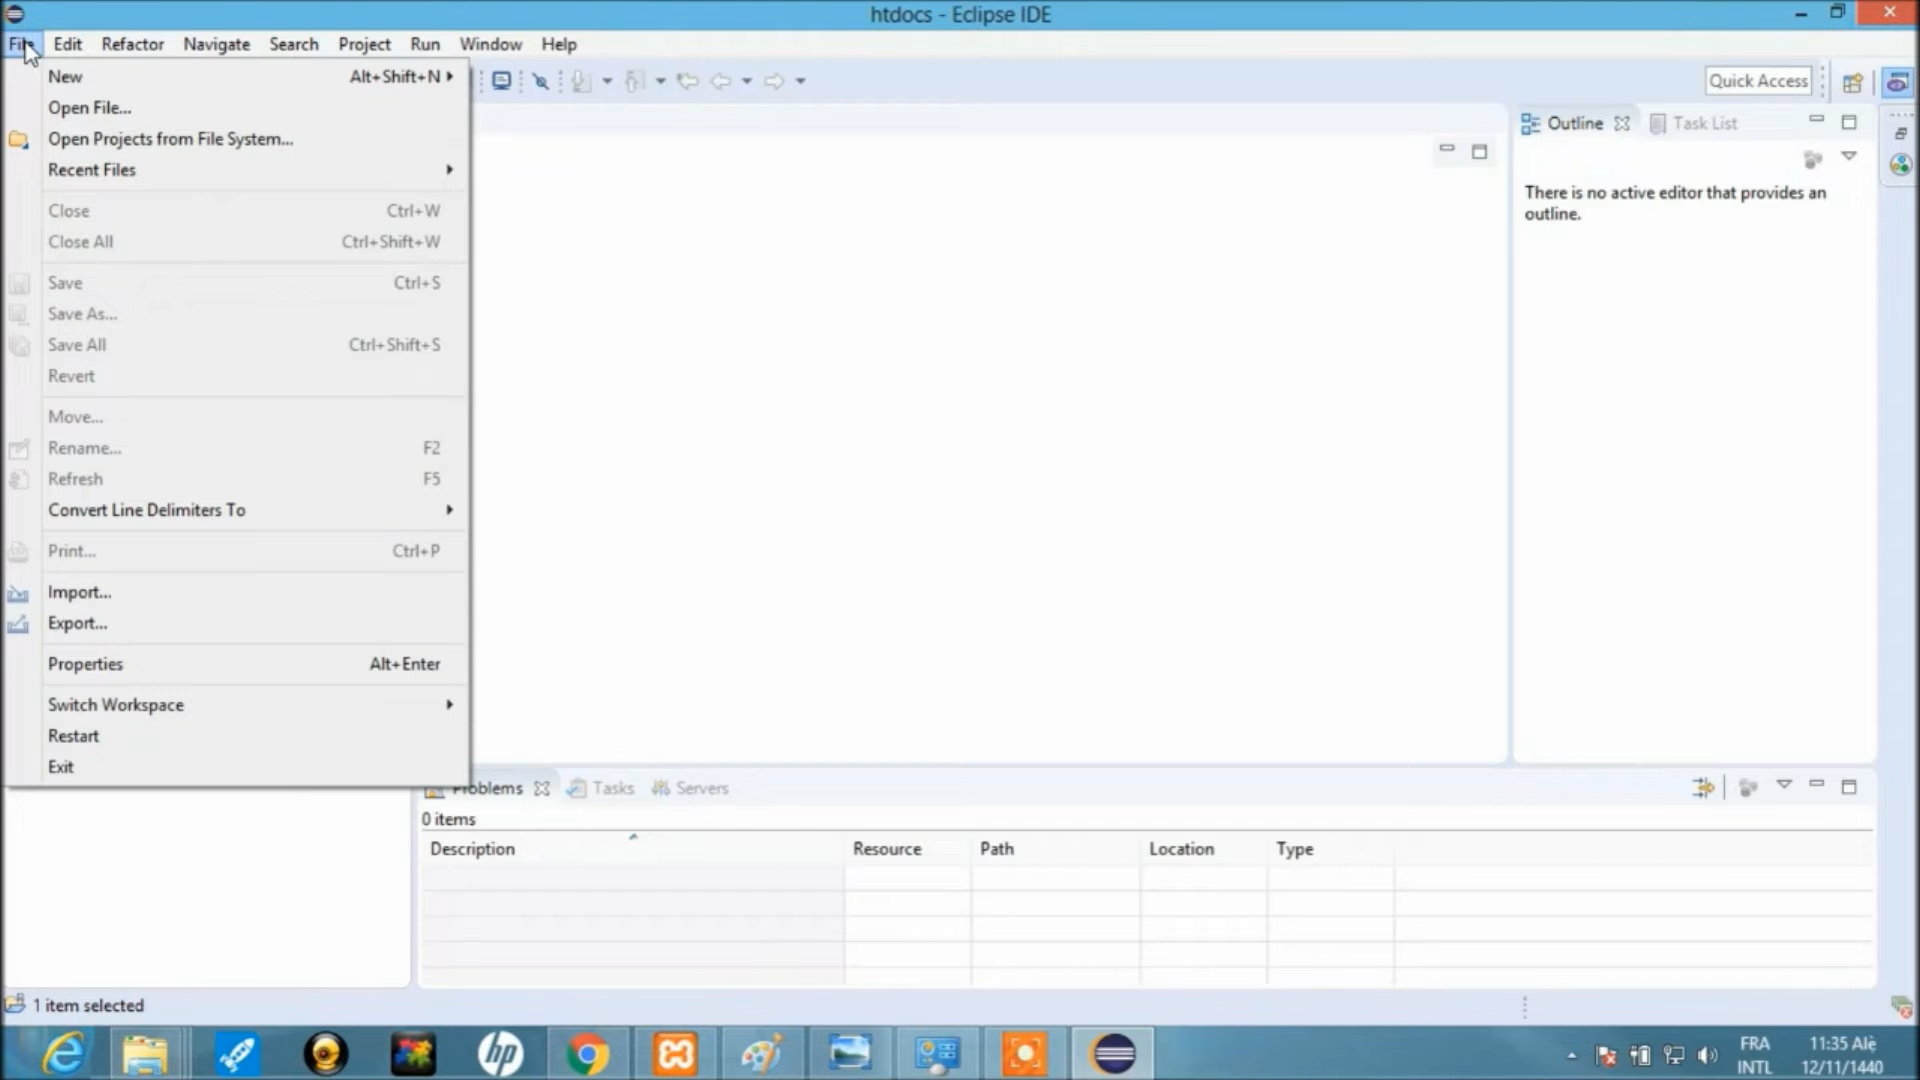 htdocs - Eclipse IDE
File Edit Refactor Navigate Search Project Run Window Help
New Alt+Shift+N
Open File...
Open Projects from File System...
Recent Files
Close Ctrl+W
Close All Ctrl+Shift+W
Save Ctrl+S
Save As...
Save All Ctrl+Shift+S
Revert
Move...
Rename... F2
Refresh F5
Convert Line Delimiters To
Print... Ctrl+P
Import...
Export...
Properties Alt+Enter
Switch Workspace
Restart
Exit
Quick Access
Outline Task List
There is no active editor that provides an
outline.
Problems Tasks Servers
0 items
Description Resource Path Location Type
1 item selected
hp
FRA
INTL
11:35 Alè
12/11/1440